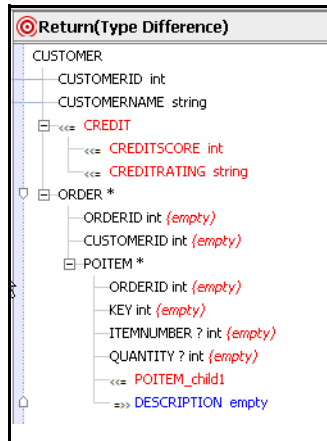 Return(Type Difference)
CUSTOMER
CUSTOMERID int
CUSTOMERNAME string
<<= CREDIT
<<= CREDITSCORE int
<<= CREDITRATING string
ORDER *
ORDERID int (empty)
CUSTOMERID int (empty)
POITEM *
ORDERID int (empty)
KEY int (empty)
ITEMNUMBER ? int (empty)
QUANTITY ? int (empty)
<<= POITEM_child1
=>> DESCRIPTION empty